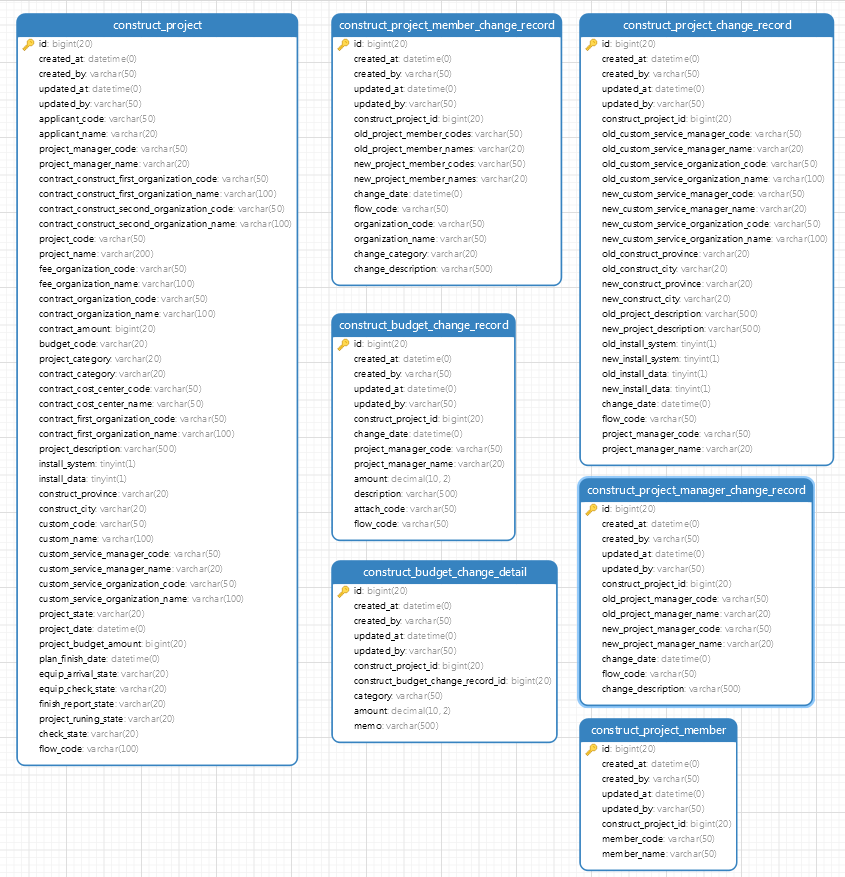 construct_project
id: bigint(20)
created_at: datetime(0)
created_by: varchar(50)
updated_at: datetime(0)
updated_by: varchar(50)
applicant_code: varchar(50)
applicant_name: varchar(20)
project_manager_code: varchar(50)
project_manager_name: varchar(20)
contract_construct_first_organization_code: varchar(50)
contract_construct_first_organization_name: varchar(100)
contract_construct_second_organization_code: varchar(50)
contract_construct_second_organization_name: varchar(100)
project_code: varchar(50)
project_name: varchar(200)
fee_organization_code: varchar(50)
fee_organization_name: varchar(100)
contract_organization_code: varchar(50)
contract_organization_name: varchar(100)
contract_amount: bigint(20)
budget_code: varchar(20)
project_category: varchar(20)
contract_category: varchar(20)
contract_cost_center_code: varchar(50)
contract_cost_center_name: varchar(50)
contract_first_organization_code: varchar(50)
contract_first_organization_name: varchar(100)
project_description: varchar(500)
install_system: tinyint(1)
install_data: tinyint(1)
construct_province: varchar(20)
construct_city: varchar(20)
custom_code: varchar(50)
custom_name: varchar(100)
custom_service_manager_code: varchar(50)
custom_service_manager_name: varchar(20)
custom_service_organization_code: varchar(50)
custom_service_organization_name: varchar(100)
project_state: varchar(20)
project_date: datetime(0)
project_budget_amount: bigint(20)
plan_finish_date: datetime(0)
equip_arrival_state: varchar(20)
equip_check_state: varchar(20)
finish_report_state: varchar(20)
project_runing_state: varchar(20)
check_state: varchar(20)
flow_code: varchar(100)
construct_project_member_change_record
id: bigint(20)
created_at: datetime(0)
created_by: varchar(50)
updated_at: datetime(0)
updated_by: varchar(50)
construct_project_id: bigint(20)
old_project_member_codes: varchar(50)
old_project_member_names: varchar(20)
new_project_member_codes: varchar(50)
new_project_member_names: varchar(20)
change_date: datetime(0)
flow_code: varchar(50)
organization_code: varchar(50)
organization_name: varchar(50)
change_category: varchar(20)
change_description: varchar(500)
construct_budget_change_record
id: bigint(20)
created_at: datetime(0)
created_by: varchar(50)
updated_at: datetime(0)
updated_by: varchar(50)
construct_project_id: bigint(20)
change_date: datetime(0)
project_manager_code: varchar(50)
project_manager_name: varchar(20)
amount: decimal(10, 2)
description: varchar(500)
attach_code: varchar(50)
flow_code: varchar(50)
construct_budget_change_detail
id: bigint(20)
created_at: datetime(0)
created_by: varchar(50)
updated_at: datetime(0)
updated_by: varchar(50)
construct_project_id: bigint(20)
construct_budget_change_record_id: bigint(20)
category: varchar(50)
amount: decimal(10, 2)
memo: varchar(500)
construct_project_change_record
id: bigint(20)
created_at: datetime(0)
created_by: varchar(50)
updated_at: datetime(0)
updated_by: varchar(50)
construct_project_id: bigint(20)
old_custom_service_manager_code: varchar(50)
old_custom_service_manager_name: varchar(20)
old_custom_service_organization_code: varchar(50)
old_custom_service_organization_name: varchar(100)
new_custom_service_manager_code: varchar(50)
new_custom_service_manager_name: varchar(20)
new_custom_service_organization_code: varchar(50)
new_custom_service_organization_name: varchar(100)
old_construct_province: varchar(20)
old_construct_city: varchar(20)
new_construct_province: varchar(20)
new_construct_city: varchar(20)
old_project_description: varchar(500)
new_project_description: varchar(500)
old_install_system: tinyint(1)
new_install_system: tinyint(1)
old_install_data: tinyint(1)
new_install_data: tinyint(1)
change_date: datetime(0)
flow_code: varchar(50)
project_manager_code: varchar(50)
project_manager_name: varchar(20)
construct_project_manager_change_record
id: bigint(20)
created_at: datetime(0)
created_by: varchar(50)
updated_at: datetime(0)
updated_by: varchar(50)
construct_project_id: bigint(20)
old_project_manager_code: varchar(50)
old_project_manager_name: varchar(20)
new_project_manager_code: varchar(50)
new_project_manager_name: varchar(20)
change_date: datetime(0)
flow_code: varchar(50)
change_description: varchar(500)
construct_project_member
id: bigint(20)
created_at: datetime(0)
created_by: varchar(50)
updated_at: datetime(0)
updated_by: varchar(50)
construct_project_id: bigint(20)
member_code: varchar(50)
member_name: varchar(50)